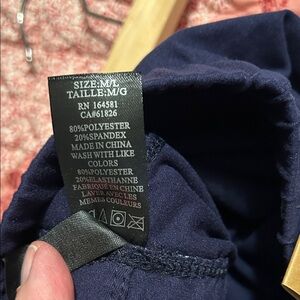 SIZE:M/L
TAILLE:M/G
RN 164581
CA#61826
80%POLYESTER
20%SPANDEX
MADE IN CHINA
WASH WITH LIKE
COLORS
80%POLYESTER
20%ELASTHANNE
FABRIQUÉ EN CHINE
LAVER AVEC LES
MEMES COULEURS